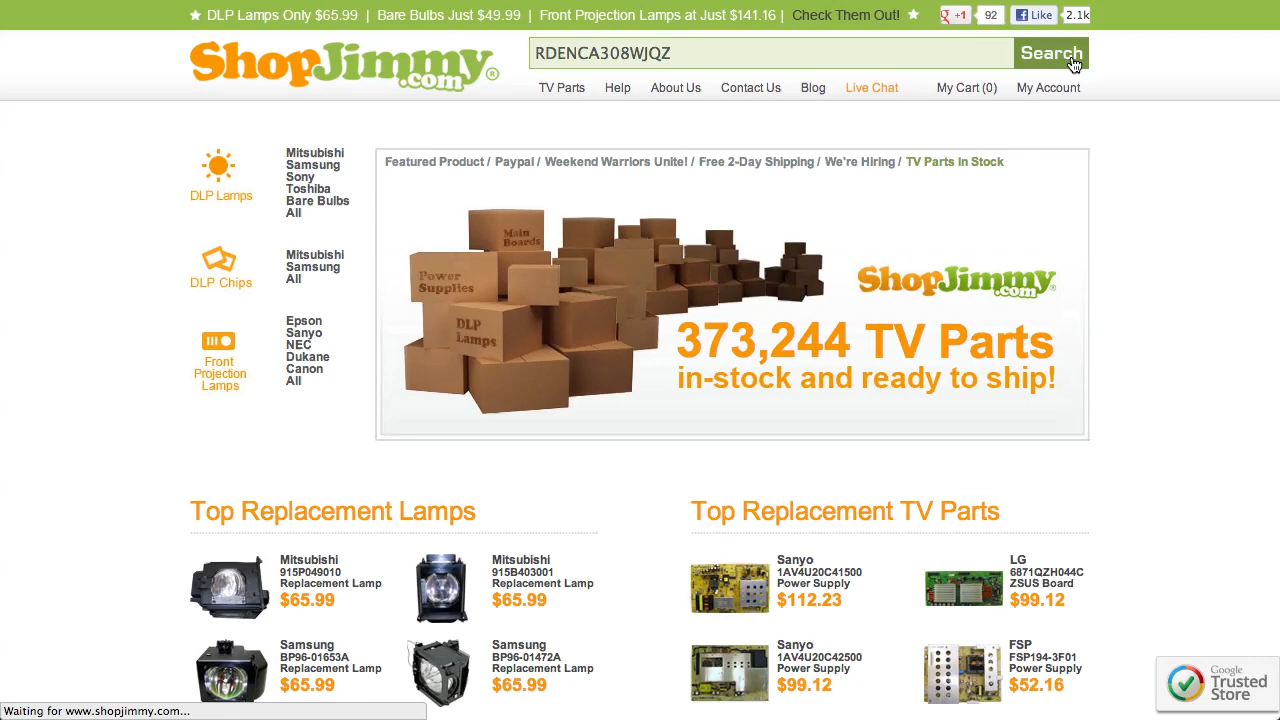 ★ DLP Lamps Only $65.99 | Bare Bulbs Just $49.99 | Front Projection Lamps at Just $141.16 | Check Them Out! ★
g +1 92 Like 2.1k
ShopJimmy.com®
RDENCA308WJQZ Search
TV Parts Help About Us Contact Us Blog Live Chat My Cart (0) My Account
DLP Lamps
Mitsubishi
Samsung
Sony
Toshiba
Bare Bulbs
All
DLP Chips
Mitsubishi
Samsung
All
Front
Projection
Lamps
Epson
Sanyo
NEC
Dukane
Canon
All
Featured Product / Paypal / Weekend Warriors Unite! / Free 2-Day Shipping / We're Hiring / TV Parts in Stock
Main
Boards
Power
Supplies
DLP
Lamps
ShopJimmy.com®
373,244 TV Parts
in-stock and ready to ship!
Top Replacement Lamps
Mitsubishi
915P049010
Replacement Lamp
$65.99
Mitsubishi
915B403001
Replacement Lamp
$65.99
Samsung
BP96-01653A
Replacement Lamp
$65.99
Samsung
BP96-01472A
Replacement Lamp
$65.99
Top Replacement TV Parts
Sanyo
1AV4U20C41500
Power Supply
$112.23
LG
6871QZH044C
ZSUS Board
$99.12
Sanyo
1AV4U20C42500
Power Supply
$99.12
FSP
FSP194-3F01
Power Supply
$52.16
Google
Trusted
Store
Waiting for www.shopjimmy.com...